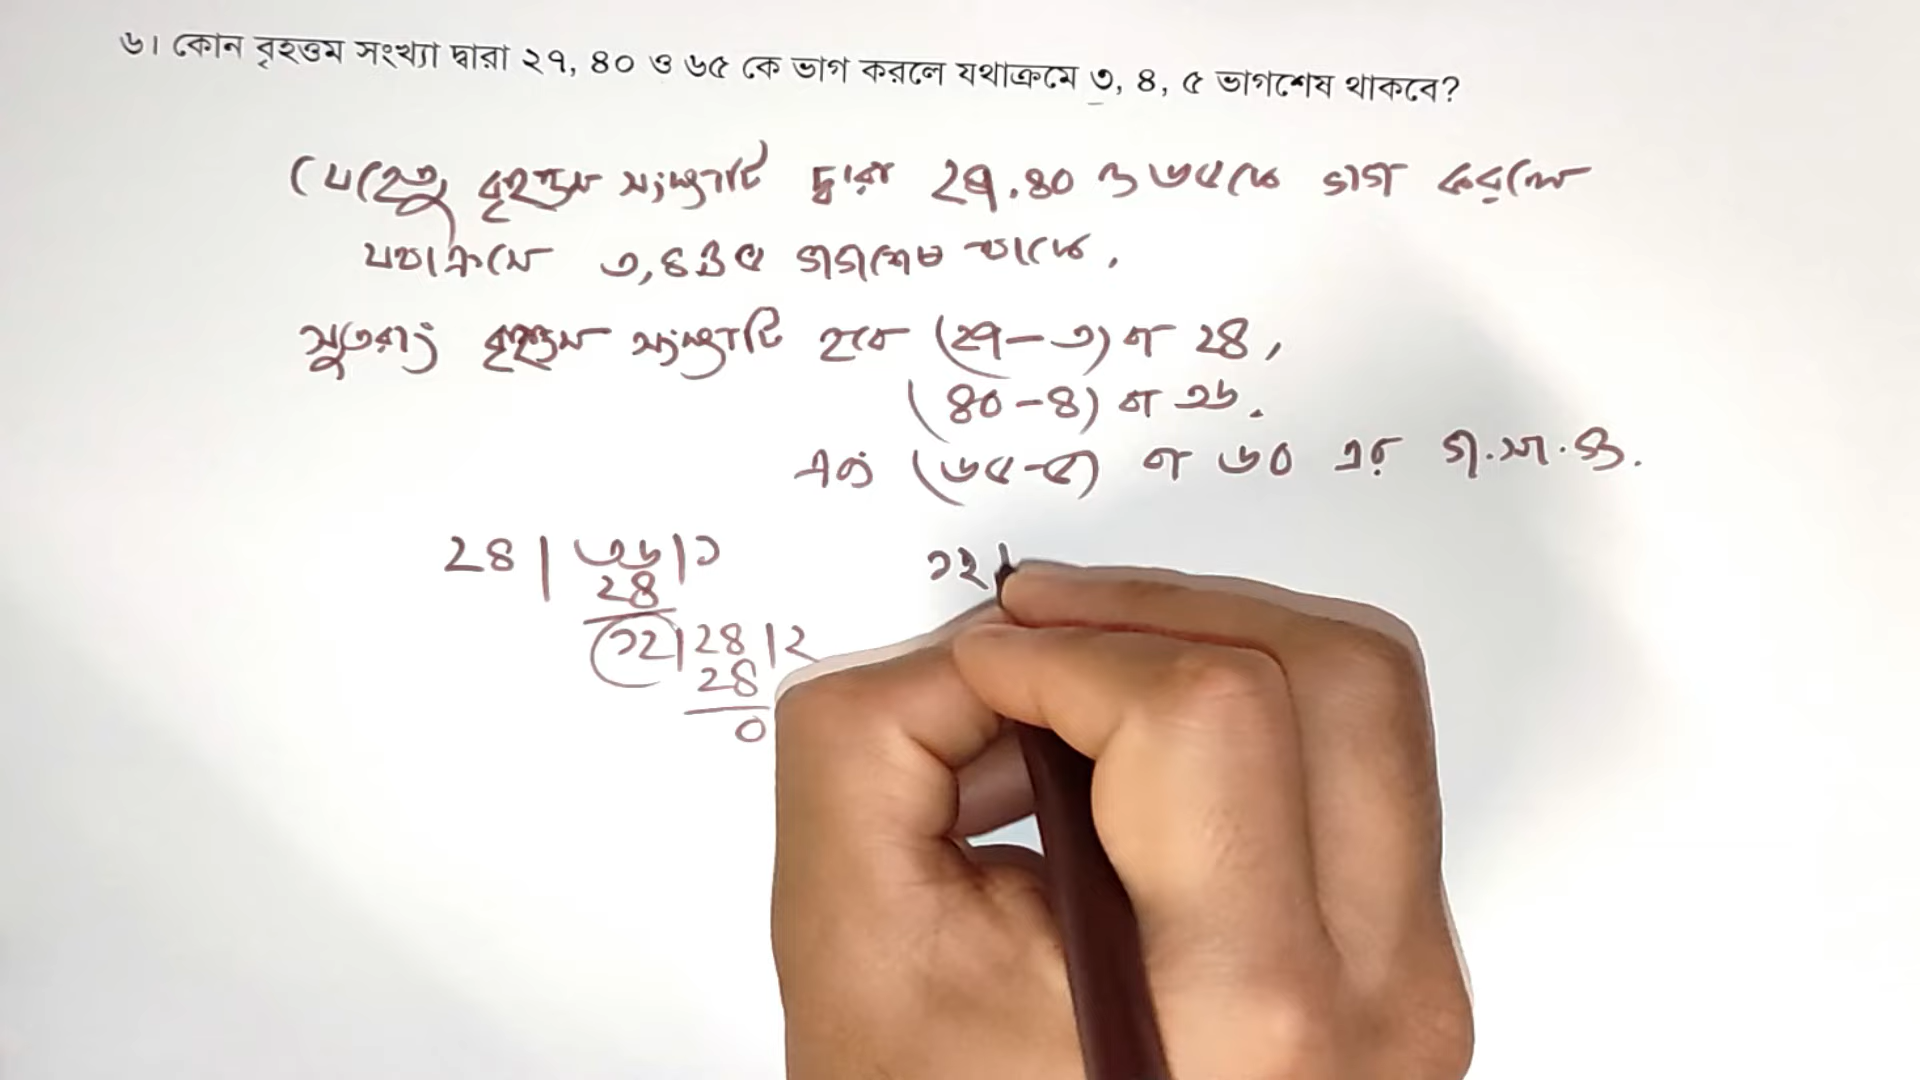 ৬। কোন বৃহত্তম সংখ্যা দ্বারা ২৭, ৪০ ও ৬৫ কে ভাগ করলে যথাক্রমে ৩, ৪, ৫ ভাগশেষ থাকবে?
যেহেতু বৃহত্তম সংখ্যাটি দ্বারা ২৭, ৪০ ও ৬৫কে ভাগ করলে
যথাক্রমে ৩, ৪ ও ৫ ভাগশেষ থাকে,
সুতরাং বৃহত্তম সংখ্যাটি হবে (২৭-৩) বা ২৪,
(৪০-৪) বা ৩৬,
এবং (৬৫-৫) বা ৬০ এর গ.সা.গু.
২৪ | ৩৬ | ১
২৪
১২ | ২৪ | ২
২৪
০
১২ |